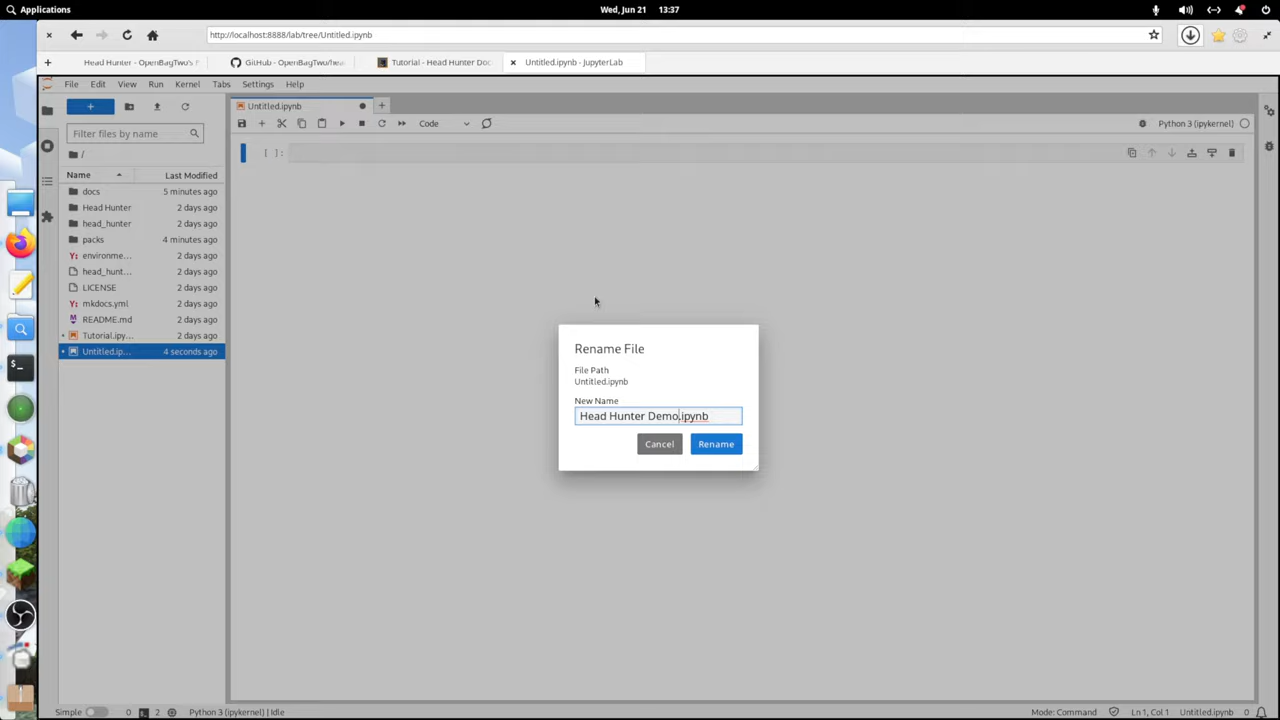 Applications
Wed, Jun 21 13:37
http://localhost:8888/lab/tree/Untitled.ipynb
Head Hunter - OpenBagTwo's
GitHub - OpenBagTwo/hea
Tutorial - Head Hunter Doc
Untitled.ipynb - JupyterLab
File Edit View Run Kernel Tabs Settings Help
Filter files by name
/
Name Last Modified
docs 5 minutes ago
Head Hunter 2 days ago
head_hunter 2 days ago
packs 4 minutes ago
Y: environme... 2 days ago
head_hunt... 2 days ago
LICENSE 2 days ago
Y: mkdocs.yml 2 days ago
README.md 2 days ago
Tutorial.ipy... 2 days ago
Untitled.ip... 4 seconds ago
Untitled.ipynb
Code
Python 3 (ipykernel)
[ ]:
Rename File
File Path
Untitled.ipynb
New Name
Head Hunter Demo.ipynb
Cancel Rename
Simple 0 2 Python 3 (ipykernel) | Idle
Mode: Command Ln 1, Col 1 Untitled.ipynb 0